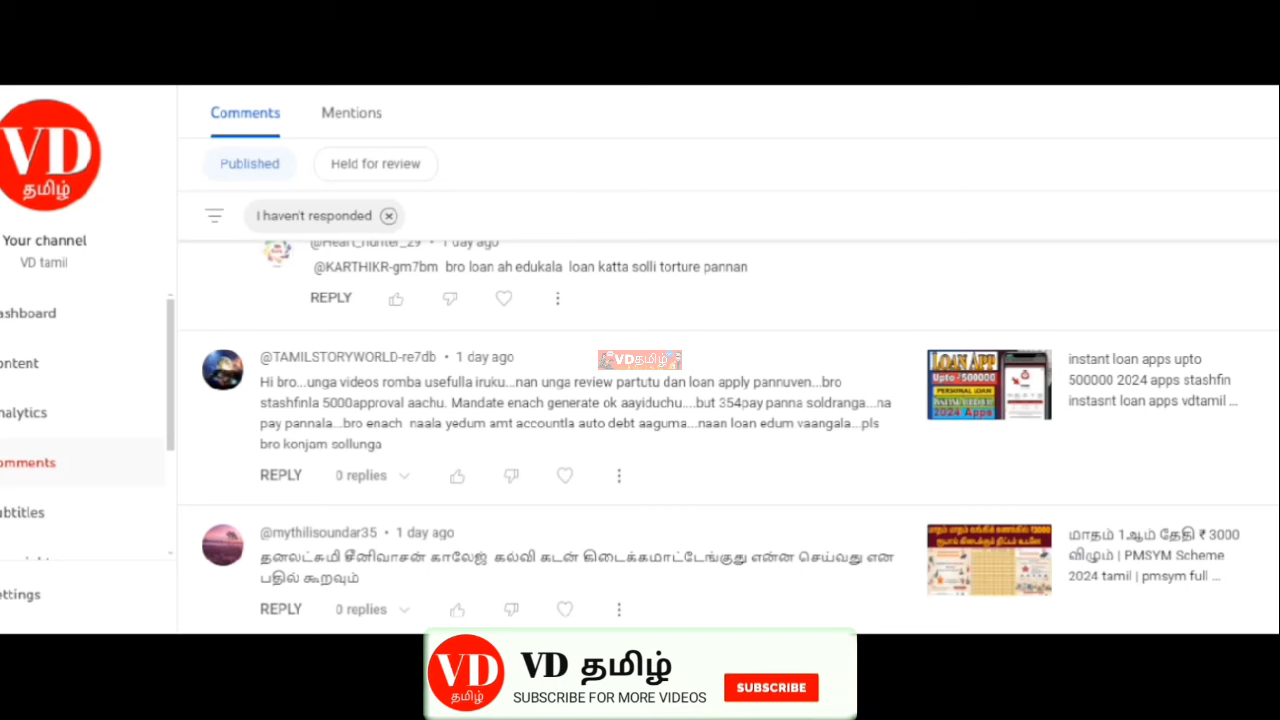 VD
தமிழ்
Your channel
VD tamil
ashboard
ontent
nalytics
omments
ubtitles
ettings
Comments
Mentions
Published
Held for review
I haven't responded
@Heart_hunter_29 • 1 day ago
@KARTHIKR-gm7bm bro loan ah edukala loan katta solli torture pannan
REPLY
@TAMILSTORYWORLD-re7db • 1 day ago
Hi bro...unga videos romba usefulla iruku...nan unga review partutu dan loan apply pannuven...bro
stashfinla 5000approval aachu. Mandate enach generate ok aayiduchu....but 354pay panna soldranga...na
pay pannala...bro enach naala yedum amt accountla auto debt aaguma...naan loan edum vaangala...pls
bro konjam sollunga
REPLY 0 replies
VDதமிழ்
LOAN APP
Upto -500000
PERSONAL LOAN
2024 Apps
instant loan apps upto
500000 2024 apps stashfin
instasnt loan apps vdtamil ...
@mythilisoundar35 • 1 day ago
தனலட்சுமி சீனிவாசன் காலேஜ் கல்வி கடன் கிடைக்கமாட்டேங்குது என்ன செய்வது என
பதில் கூறவும்
REPLY 0 replies
மாதம் 1ஆம் தேதி ₹ 3000
விழும் | PMSYM Scheme
2024 tamil | pmsym full ...
VD
தமிழ்
VD தமிழ்
SUBSCRIBE FOR MORE VIDEOS
SUBSCRIBE